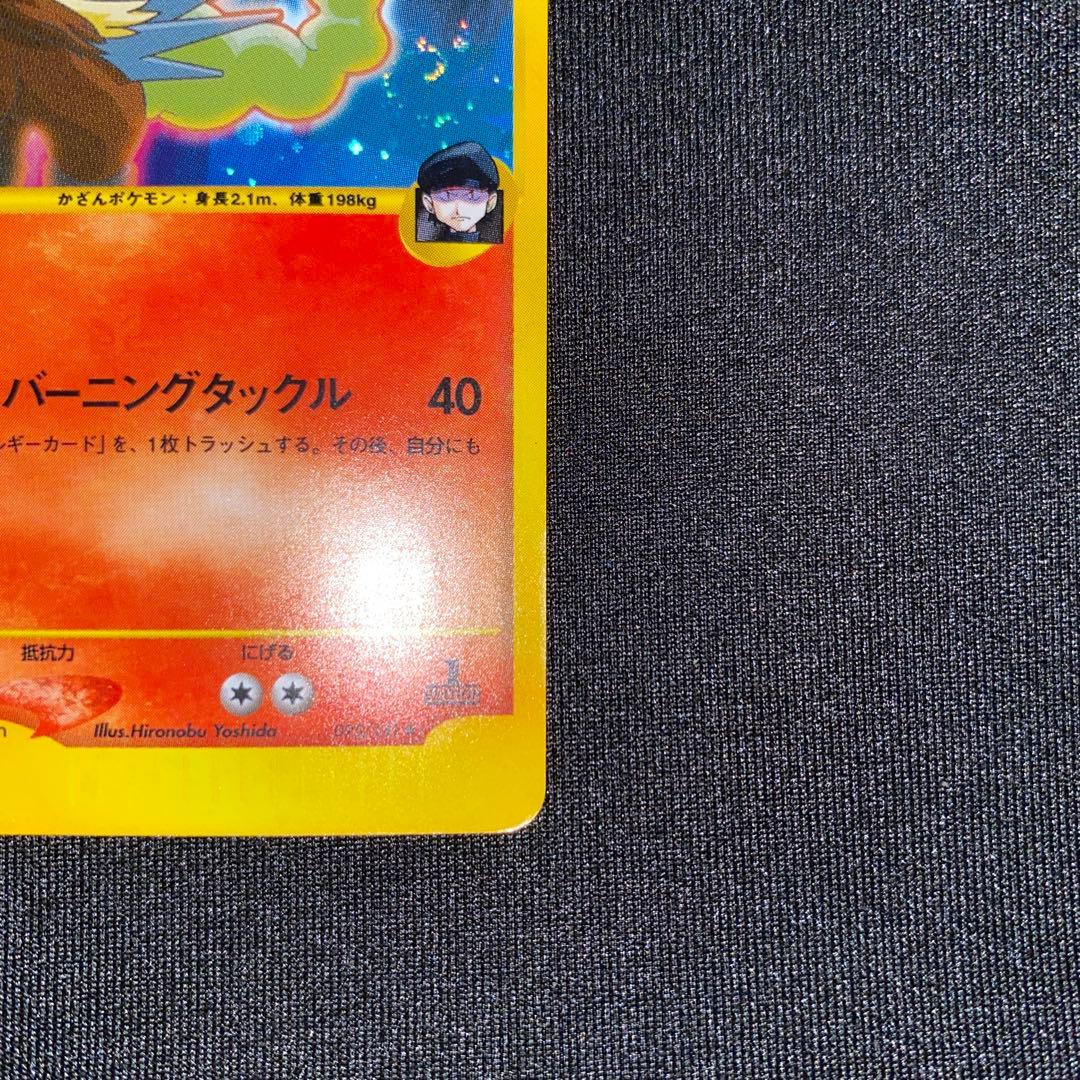 かざんポケモン：身長2.1m、体重198kg
バーニングタックル 40
ルギーカード」を、1枚トラッシュする。その後、自分にも
抵抗力 にげる
1
EDITION
Illus.Hironobu Yoshida